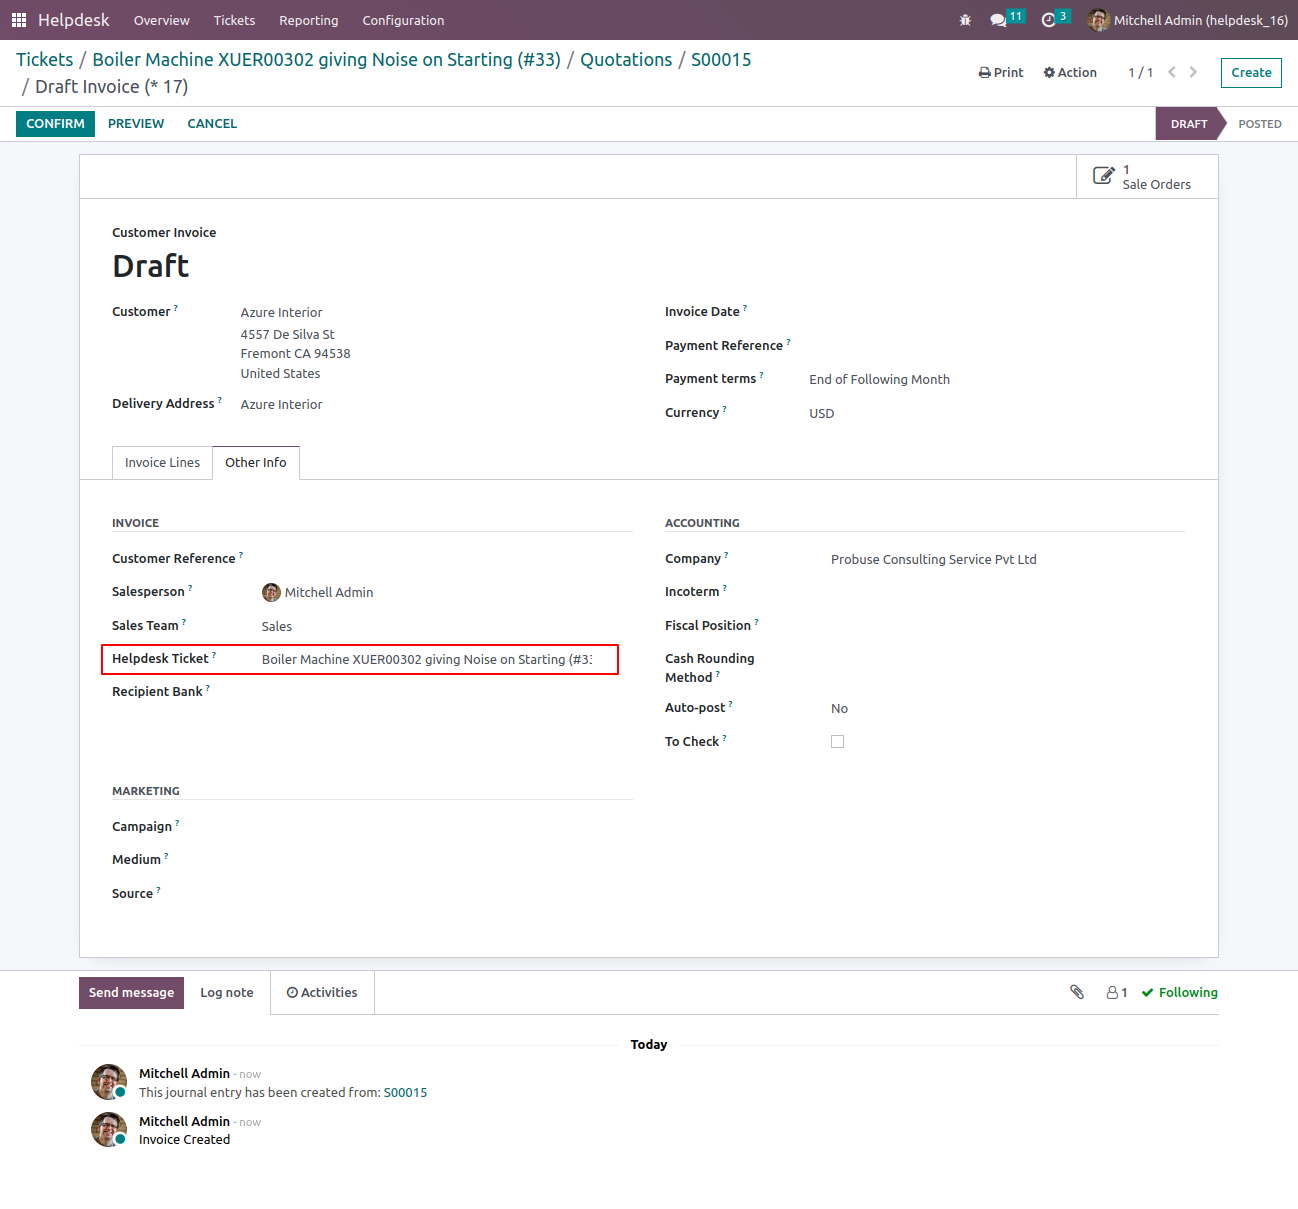 Helpdesk Overview Tickets Reporting Configuration 11 3 Mitchell Admin (helpdesk_16)
Tickets / Boiler Machine XUER00302 giving Noise on Starting (#33) / Quotations / S00015
/ Draft Invoice (* 17)
Print Action 1 / 1 Create
CONFIRM PREVIEW CANCEL DRAFT POSTED
1
Sale Orders
Customer Invoice
Draft
Customer ? Azure Interior
4557 De Silva St
Fremont CA 94538
United States
Delivery Address ? Azure Interior
Invoice Date ?
Payment Reference ?
Payment terms ? End of Following Month
Currency ? USD
Invoice Lines Other Info
INVOICE
Customer Reference ?
Salesperson ? Mitchell Admin
Sales Team ? Sales
Helpdesk Ticket ? Boiler Machine XUER00302 giving Noise on Starting (#3
Recipient Bank ?
ACCOUNTING
Company ? Probuse Consulting Service Pvt Ltd
Incoterm ?
Fiscal Position ?
Cash Rounding
Method ?
Auto-post ? No
To Check ?
MARKETING
Campaign ?
Medium ?
Source ?
Send message Log note Activities 1 Following
Today
Mitchell Admin - now
This journal entry has been created from: S00015
Mitchell Admin - now
Invoice Created